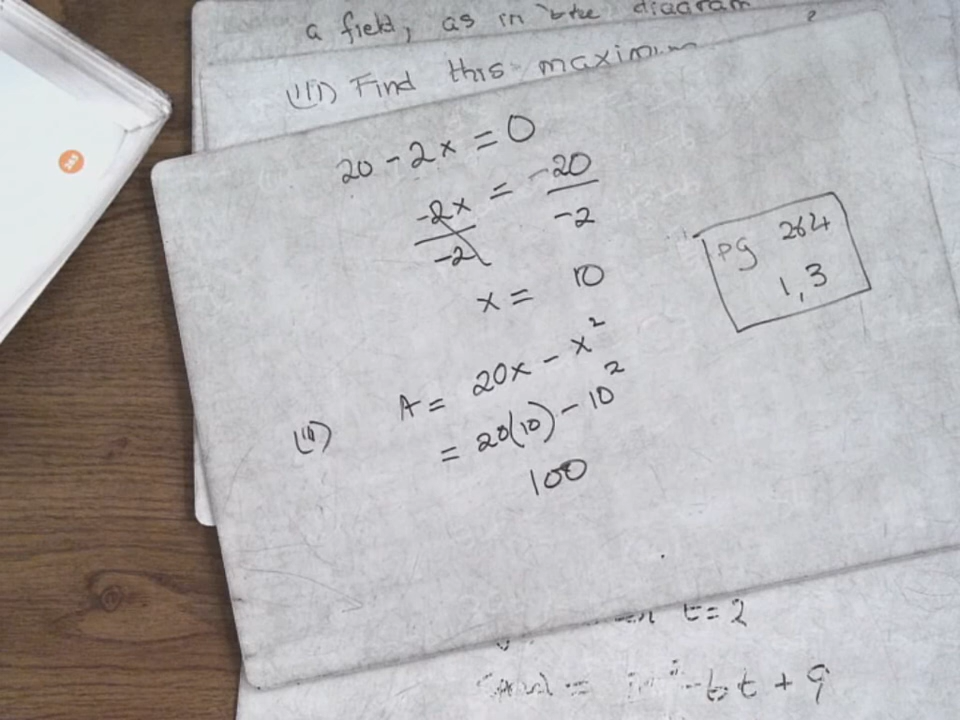 a field, as in the diagram
(iii) Find this maximum
20 - 2x = 0
-2x = -20
-2 -2
x = 10
pg 264
1,3
A = 20x - x²
(iii)
= 20(10) - 10²
100
t=2
t + 9
365